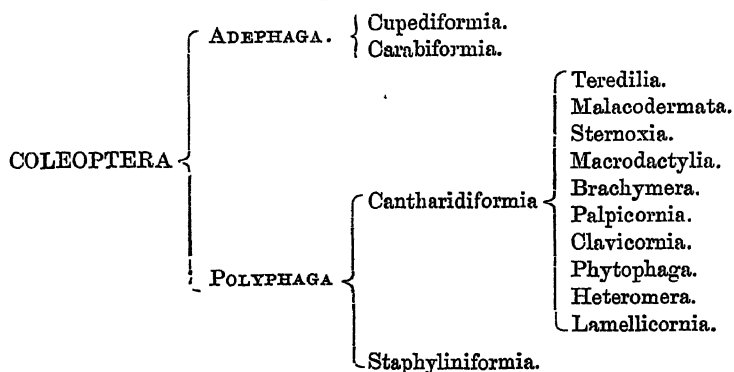 ADEPHAGA.
Cupediformia.
Carabiformia.
COLEOPTERA
POLYPHAGA
Cantharidiformia
Teredilia.
Malacodermata.
Sternoxia.
Macrodactylia.
Brachymera.
Palpicornia.
Clavicornia.
Phytophaga.
Heteromera.
Lamellicornia.
Staphyliniformia.